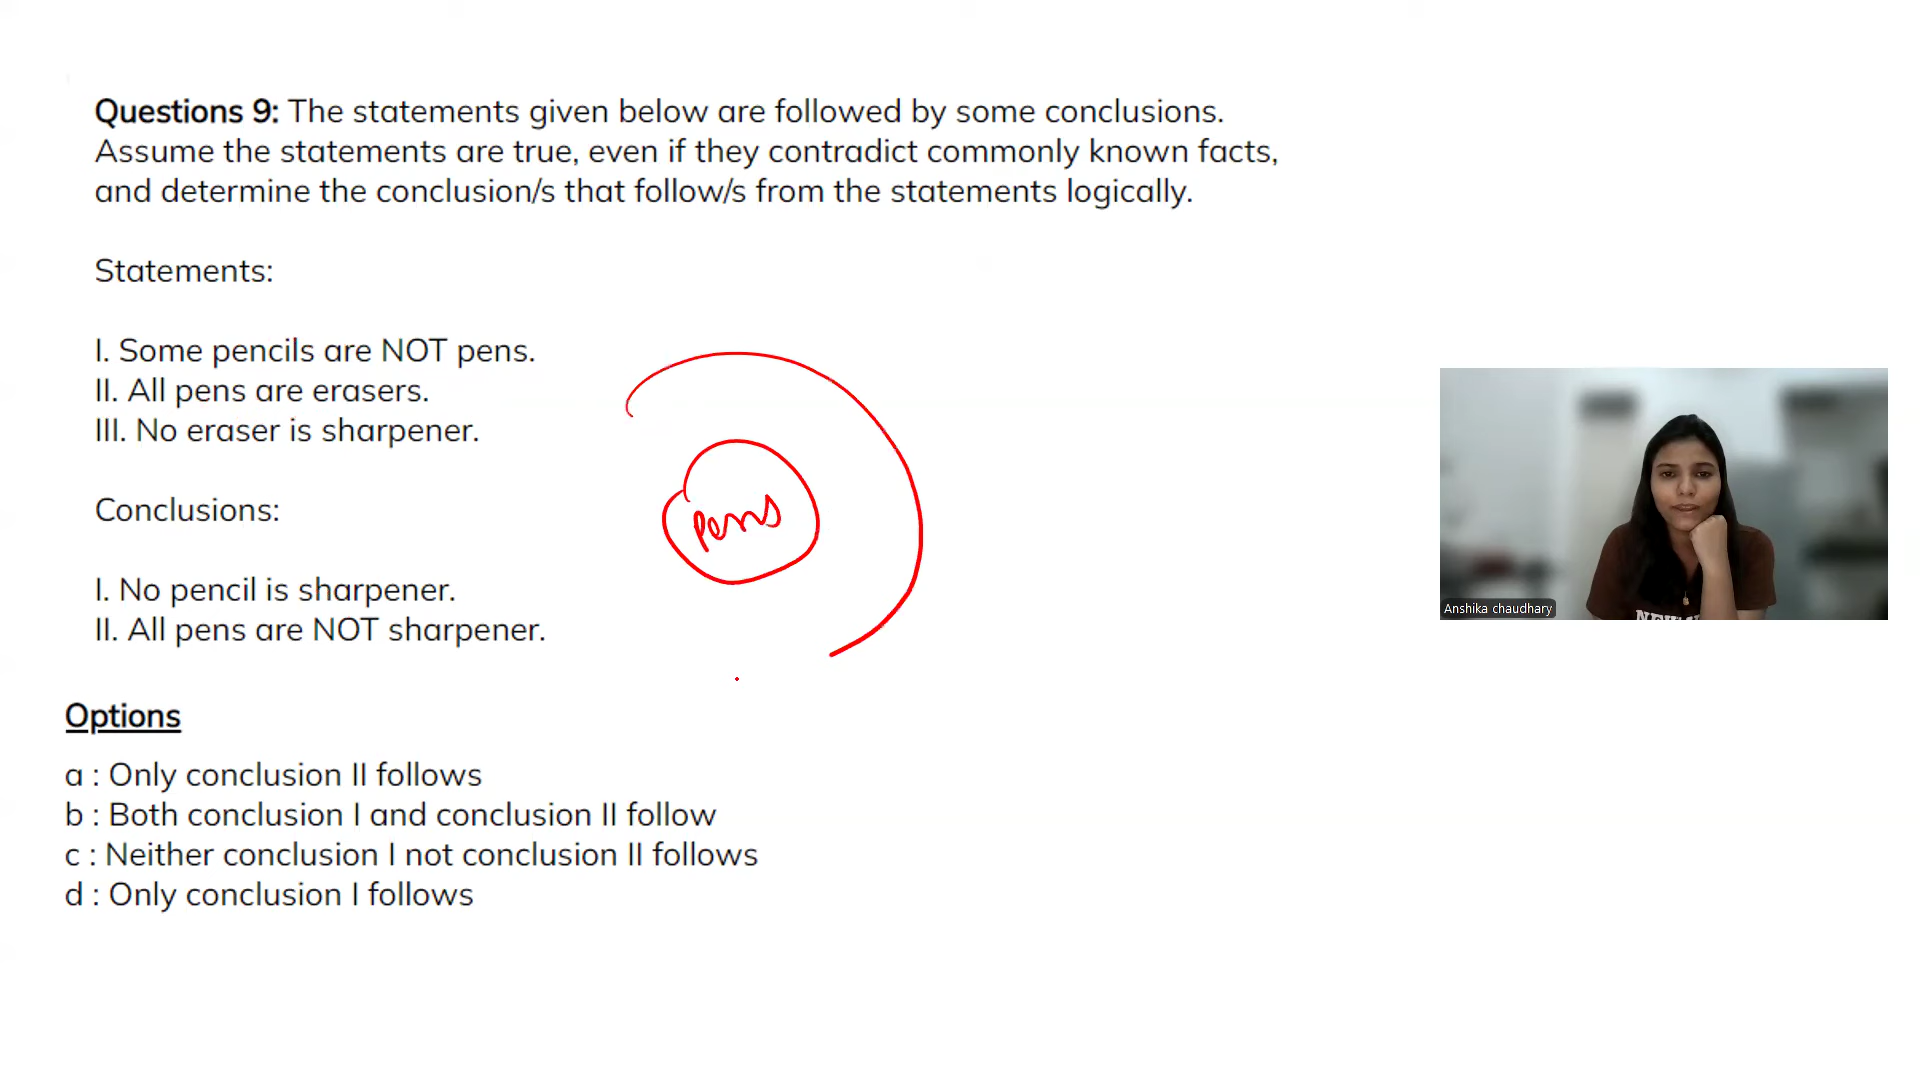 Questions 9: The statements given below are followed by some conclusions.
Assume the statements are true, even if they contradict commonly known facts,
and determine the conclusion/s that follow/s from the statements logically.
Statements:
I. Some pencils are NOT pens.
II. All pens are erasers.
III. No eraser is sharpener.
Conclusions:
I. No pencil is sharpener.
II. All pens are NOT sharpener.
Pens
Options
a : Only conclusion II follows
b : Both conclusion I and conclusion II follow
c : Neither conclusion I not conclusion II follows
d : Only conclusion I follows
Anshika chaudhary